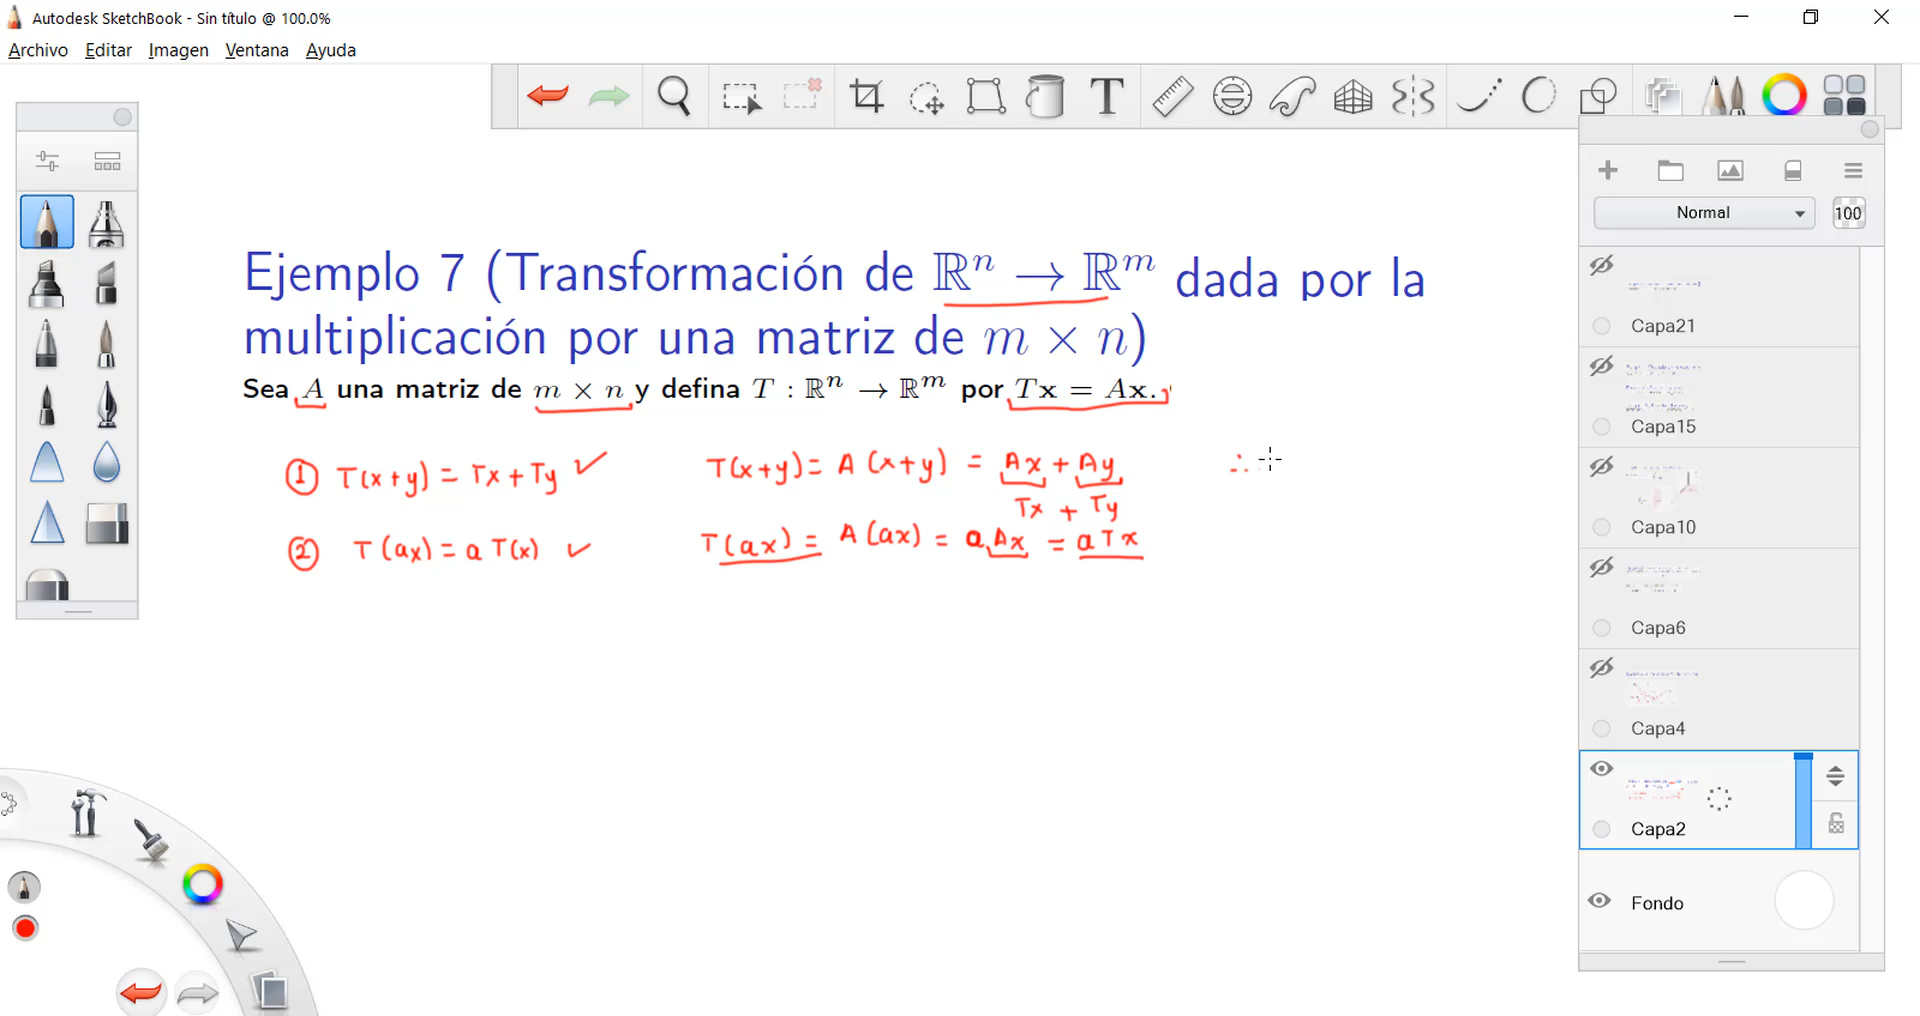 Autodesk SketchBook - Sin título @ 100.0%
Archivo Editar Imagen Ventana Ayuda
Normal
100
Ejemplo 7 (Transformación de ℝⁿ → ℝᵐ dada por la
multiplicación por una matriz de m × n)
Sea A una matriz de m × n y defina T : ℝⁿ → ℝᵐ por Tx = Ax.
① T(x+y) = Tx + Ty ✓
T(x+y) = A(x+y) = Ax + Ay
Tx + Ty
∴
② T(ax) = a T(x) ✓
T(ax) = A(ax) = a Ax = a Tx
Capa21
Capa15
Capa10
Capa6
Capa4
Capa2
Fondo